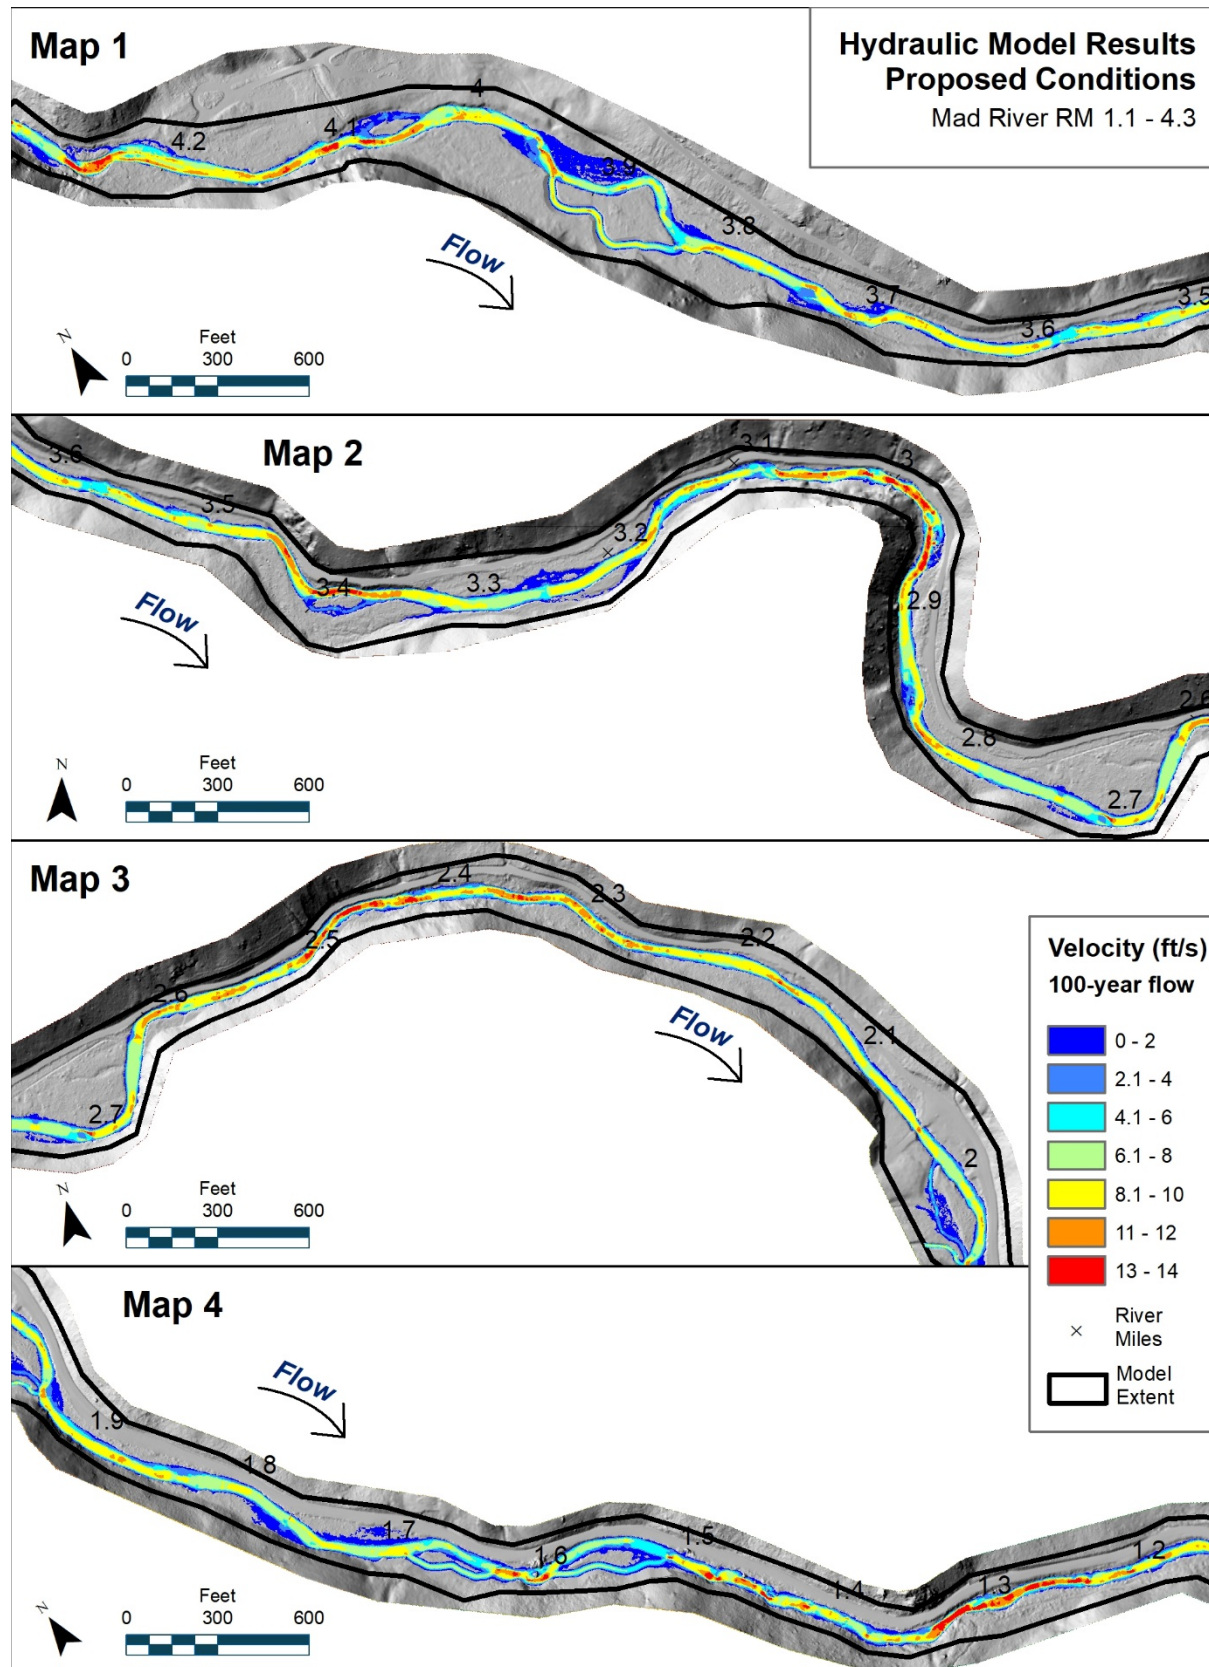 Map 1
Hydraulic Model Results
Proposed Conditions
Mad River RM 1.1 - 4.3
4
4.1
4.2
3.9
3.8
3.7
3.6
3.5
Flow
N
Feet
0 300 600
Map 2
3.6
3.5
3.4
3.3
3.2
3.1
3
2.9
2.8
2.7
2.6
Flow
N
Feet
0 300 600
Map 3
2.4
2.3
2.2
2.5
2.6
2.1
2.7
2
Flow
N
Feet
0 300 600
Velocity (ft/s)
100-year flow
0 - 2
2.1 - 4
4.1 - 6
6.1 - 8
8.1 - 10
11 - 12
13 - 14
River
Miles
Model
Extent
Map 4
Flow
1.9
1.8
1.7
1.6
1.5
1.4
1.3
1.2
N
Feet
0 300 600